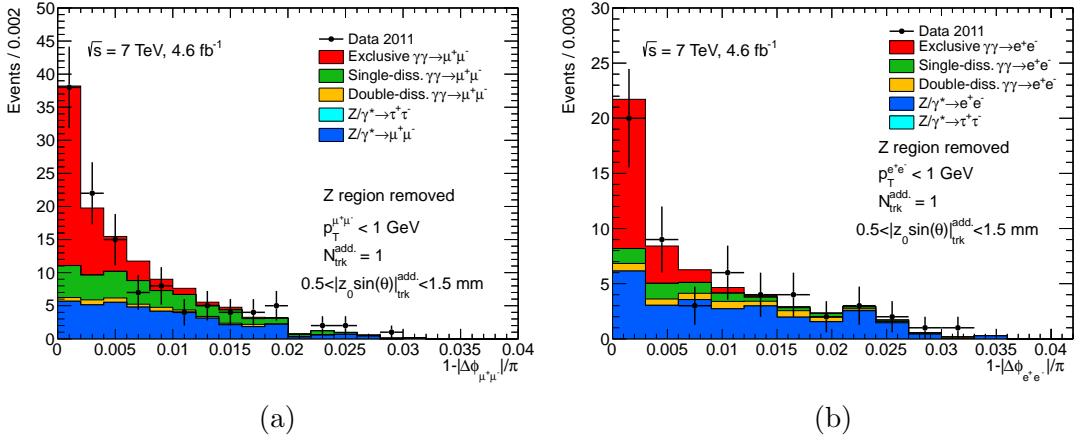 Events / 0.002
50
45
40
35
30
25
20
15
10
5
0
√s = 7 TeV, 4.6 fb⁻¹
Data 2011
Exclusive γγ→μ⁺μ⁻
Single-diss. γγ→μ⁺μ⁻
Double-diss. γγ→μ⁺μ⁻
Z/γ*→τ⁺τ⁻
Z/γ*→μ⁺μ⁻
Z region removed
p_T^{μ⁺μ⁻} < 1 GeV
N_trk^{add.} = 1
0.5<|z₀sin(θ)|_trk^{add.}<1.5 mm
0 0.005 0.01 0.015 0.02 0.025 0.03 0.035 0.04
1-|Δϕ_{μ⁺μ⁻}|/π
(a)
Events / 0.003
30
25
20
15
10
5
0
√s = 7 TeV, 4.6 fb⁻¹
Data 2011
Exclusive γγ→e⁺e⁻
Single-diss. γγ→e⁺e⁻
Double-diss. γγ→e⁺e⁻
Z/γ*→e⁺e⁻
Z/γ*→τ⁺τ⁻
Z region removed
p_T^{e⁺e⁻} < 1 GeV
N_trk^{add.} = 1
0.5<|z₀sin(θ)|_trk^{add.}<1.5 mm
0 0.005 0.01 0.015 0.02 0.025 0.03 0.035 0.04
1-|Δϕ_{e⁺e⁻}|/π
(b)